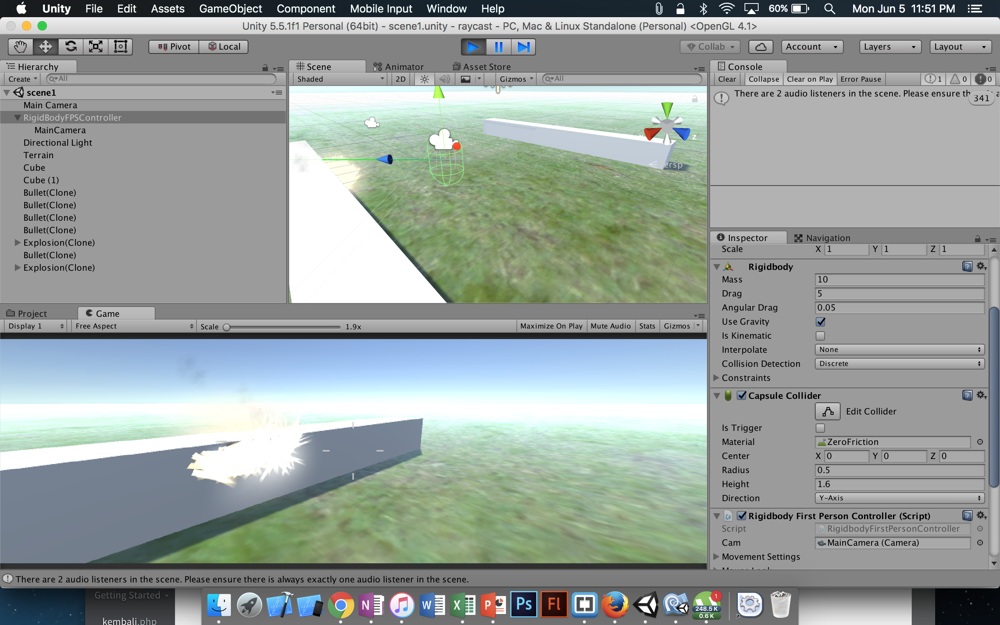 Unity File Edit Assets GameObject Component Mobile Input Window Help 60% Mon Jun 5 11:51 PM
Unity 5.5.1f1 Personal (64bit) - scene1.unity - raycast - PC, Mac & Linux Standalone (Personal) <OpenGL 4.1>
Pivot Local Collab Account Layers Layout
Hierarchy
Create All
scene1
Main Camera
RigidBodyFPSController
MainCamera
Directional Light
Terrain
Cube
Cube (1)
Bullet(Clone)
Bullet(Clone)
Bullet(Clone)
Bullet(Clone)
Explosion(Clone)
Bullet(Clone)
Explosion(Clone)
Scene Animator Asset Store
Shaded 2D Gizmos All
z
Console
Clear Collapse Clear on Play Error Pause 1 0 0
There are 2 audio listeners in the scene. Please ensure 341
Inspector Navigation
Scale X 1 Y 1 Z 1
Rigidbody
Mass 10
Drag 5
Angular Drag 0.05
Use Gravity
Is Kinematic
Interpolate None
Collision Detection Discrete
Constraints
Capsule Collider
Edit Collider
Is Trigger
Material ZeroFriction
Center X 0 Y 0 Z 0
Radius 0.5
Height 1.6
Direction Y-Axis
C# Rigidbody First Person Controller (Script)
Script RigidbodyFirstPersonController
Cam MainCamera (Camera)
Movement Settings
Project Game
Display 1 Free Aspect Scale 1.9x Maximize On Play Mute Audio Stats Gizmos
There are 2 audio listeners in the scene. Please ensure there is always exactly one audio listener in the scene.
Getting Started
kembali.php
N W X P Ps Fl 1
248.5 K
0.6 K